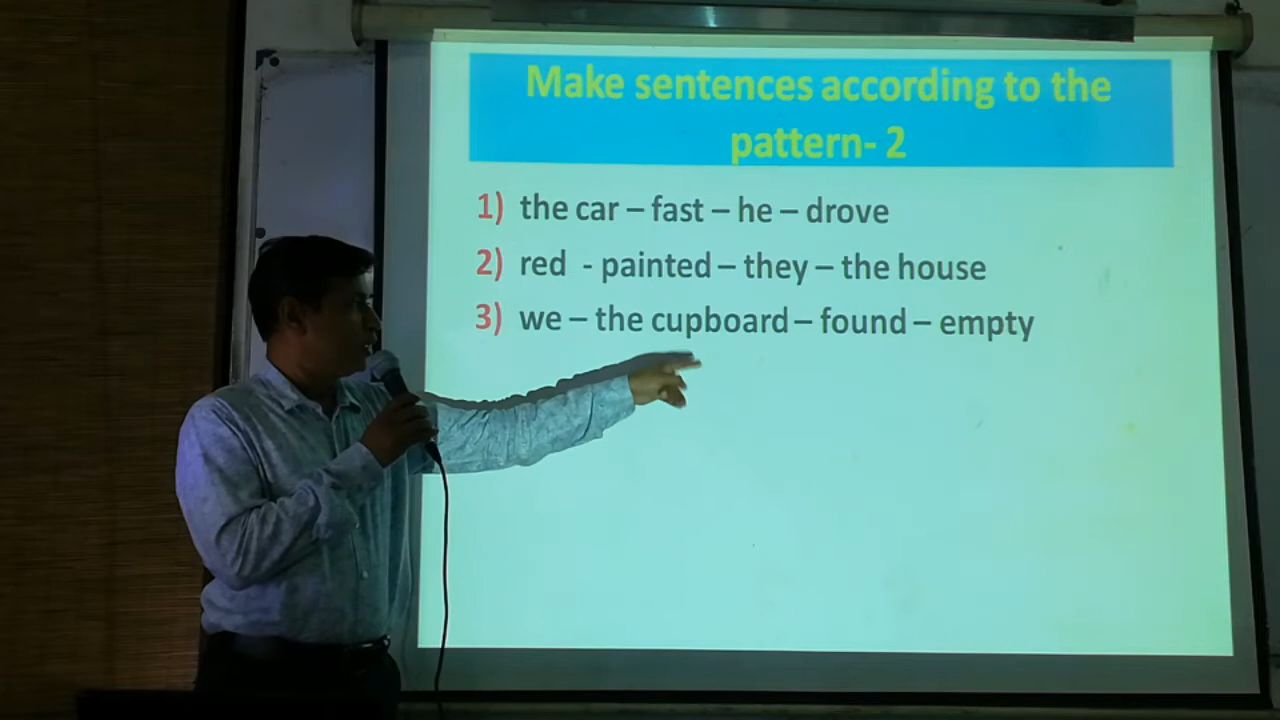 Make sentences according to the
pattern- 2
1) the car – fast – he – drove
2) red - painted – they – the house
3) we – the cupboard – found – empty